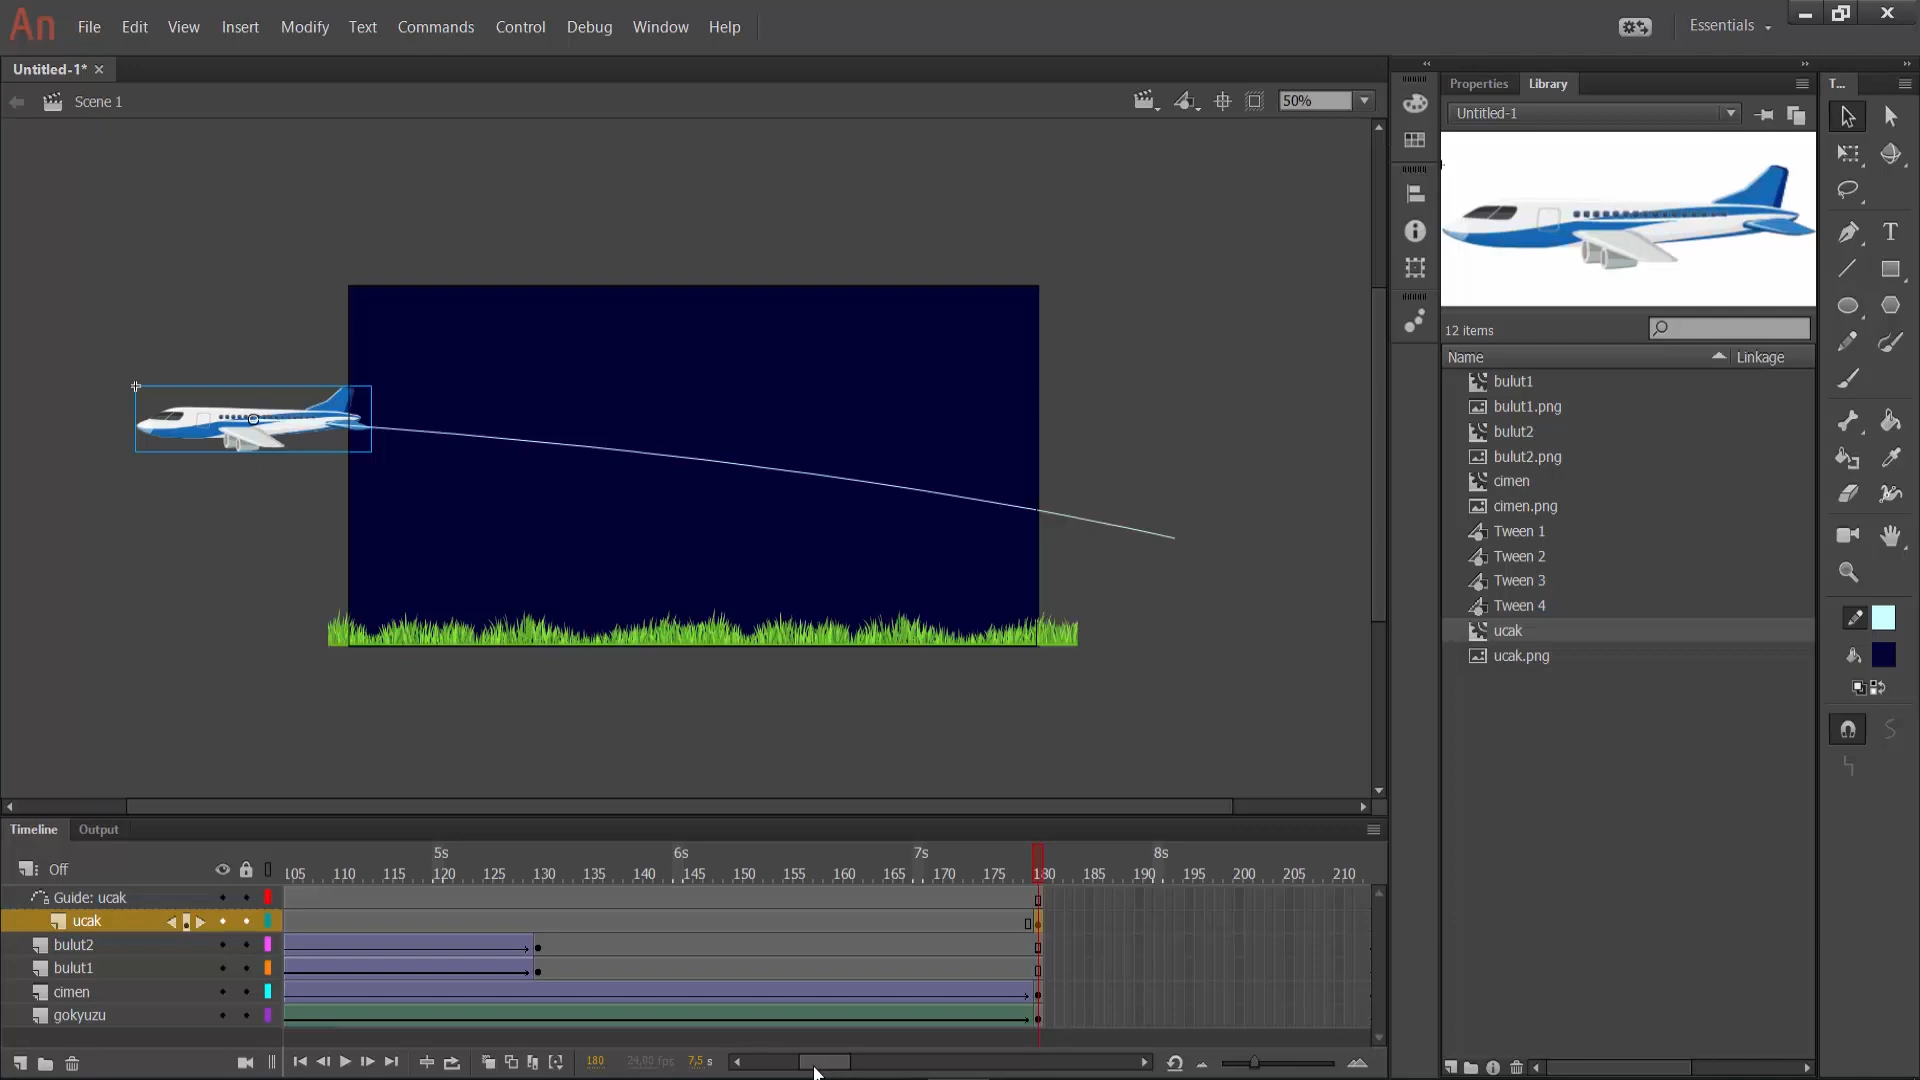 An File Edit View Insert Modify Text Commands Control Debug Window Help Essentials
Untitled-1* ×
Scene 1 50%
Properties Library T...
Untitled-1
12 items
Name Linkage
bulut1
bulut1.png
bulut2
bulut2.png
cimen
cimen.png
Tween 1
Tween 2
Tween 3
Tween 4
ucak
ucak.png
Timeline Output
5s 6s 7s 8s
Off 105 110 115 120 125 130 135 140 145 150 155 160 165 170 175 180 185 190 195 200 205 210
Guide: ucak
ucak
bulut2
bulut1
cimen
gokyuzu
180 24,00 fps 7,5 s